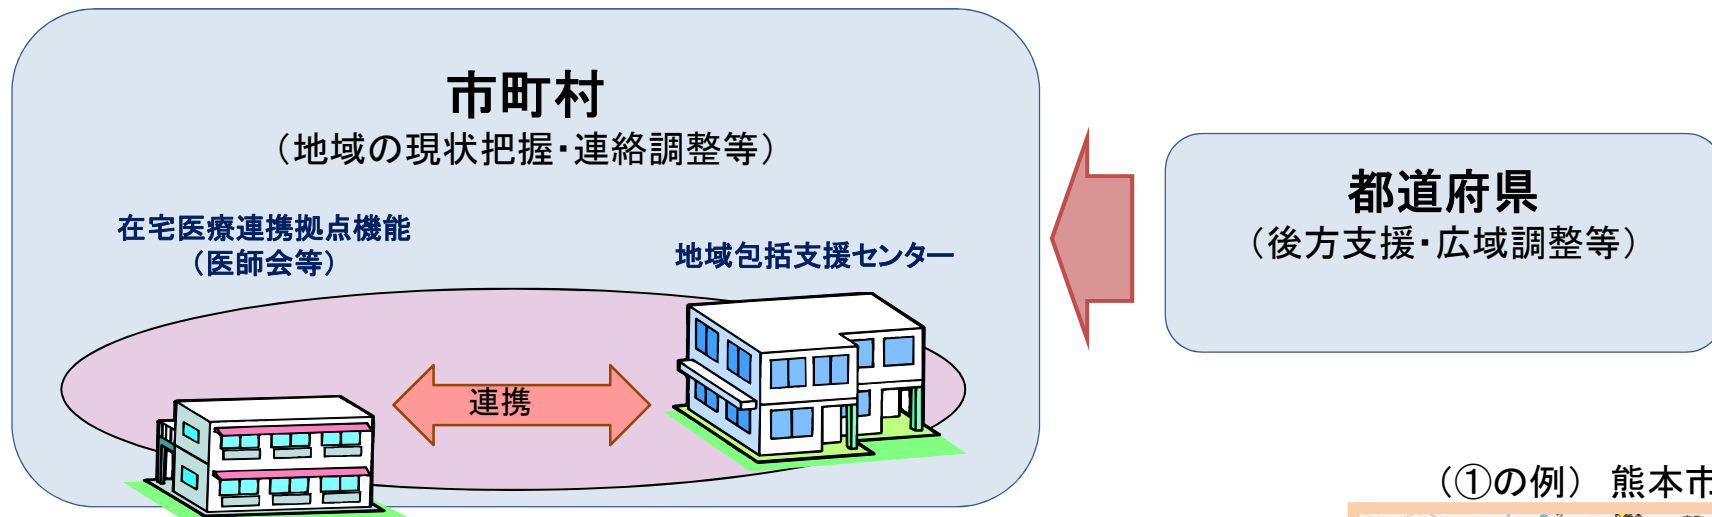 市町村
（地域の現状把握・連絡調整等）
在宅医療連携拠点機能
（医師会等）
地域包括支援センター
連携
都道府県
（後方支援・広域調整等）
（①の例） 熊本市